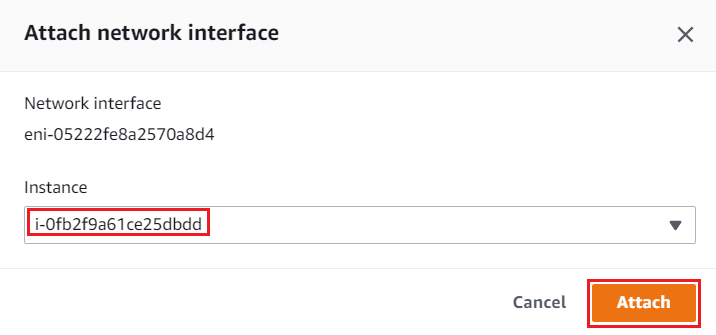 Attach network interface
Network interface
eni-05222fe8a2570a8d4
Instance
i-0fb2f9a61ce25dbdd
Cancel
Attach